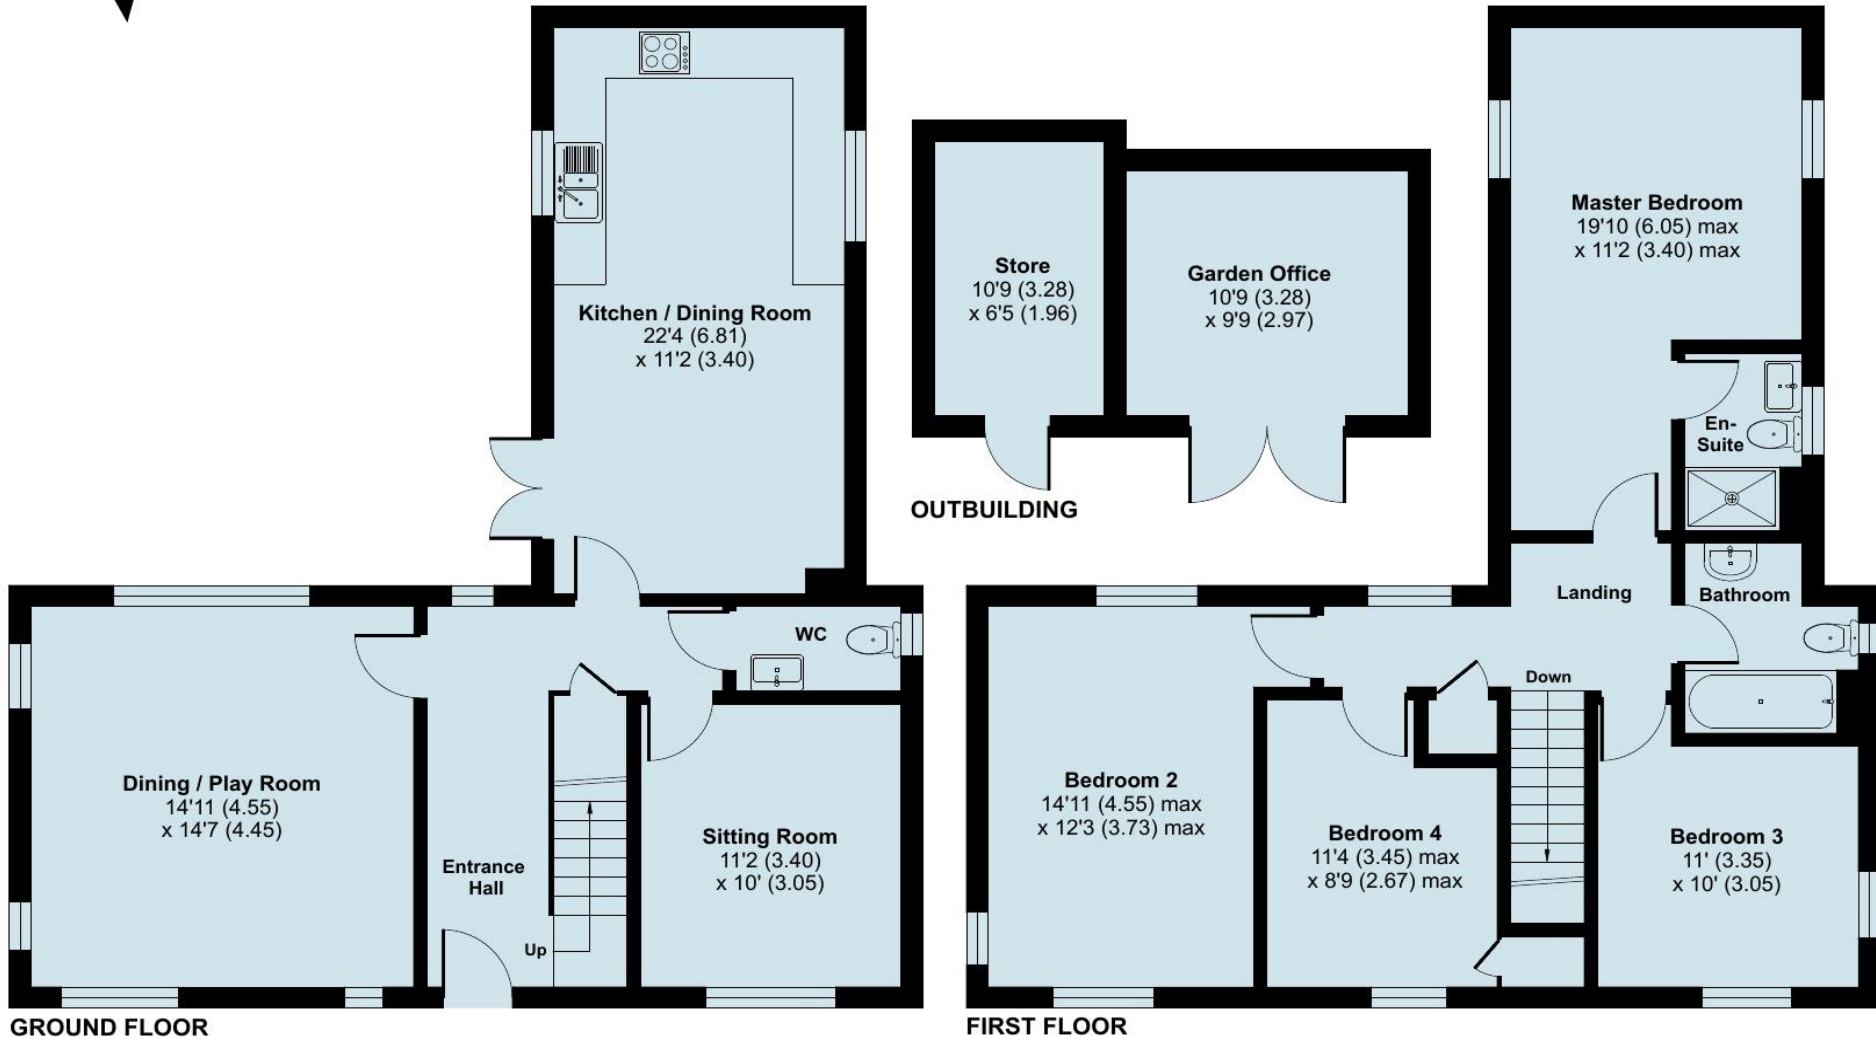 Kitchen / Dining Room
22'4 (6.81)
x 11'2 (3.40)
Dining / Play Room
14'11 (4.55)
x 14'7 (4.45)
Entrance
Hall
Up
WC
Sitting Room
11'2 (3.40)
x 10' (3.05)
GROUND FLOOR
Store
10'9 (3.28)
x 6'5 (1.96)
Garden Office
10'9 (3.28)
x 9'9 (2.97)
OUTBUILDING
Master Bedroom
19'10 (6.05) max
x 11'2 (3.40) max
En-
Suite
Landing
Bathroom
Down
Bedroom 2
14'11 (4.55) max
x 12'3 (3.73) max
Bedroom 4
11'4 (3.45) max
x 8'9 (2.67) max
Bedroom 3
11' (3.35)
x 10' (3.05)
FIRST FLOOR